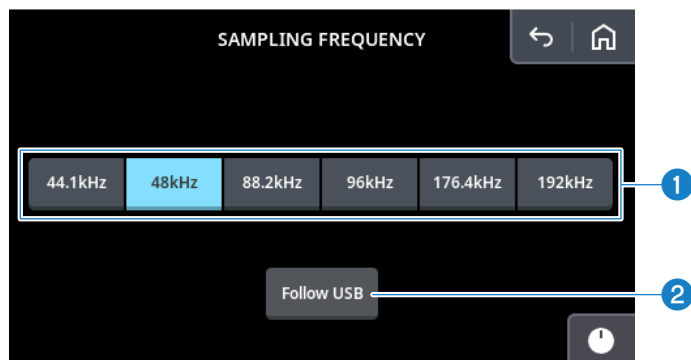 SAMPLING FREQUENCY
44.1kHz 48kHz 88.2kHz 96kHz 176.4kHz 192kHz 1
Follow USB 2